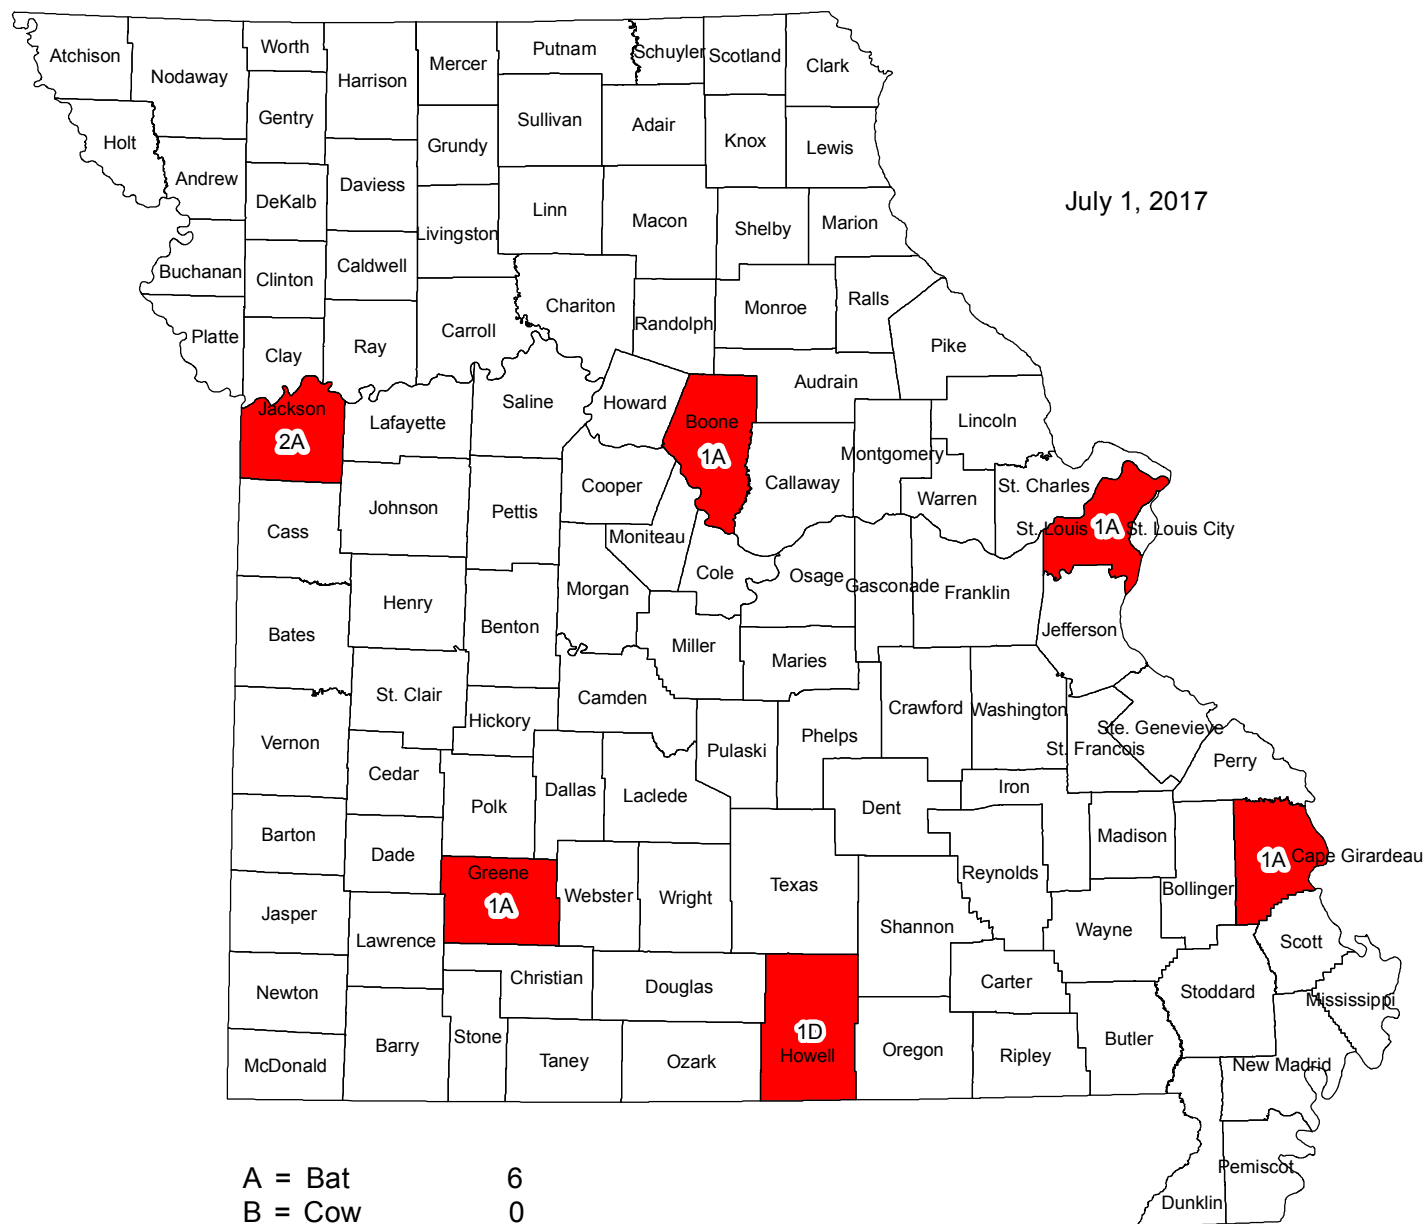 Atchison
Nodaway
Worth
Harrison
Mercer
Putnam
Schuyler
Scotland
Clark
Holt
Gentry
Sullivan
Adair
Knox
Lewis
Grundy
Andrew
DeKalb
Daviess
Linn
Macon
Shelby
Marion
July 1, 2017
Livingston
Buchanan
Clinton
Caldwell
Chariton
Randolph
Monroe
Ralls
Platte
Clay
Ray
Carroll
Pike
Audrain
Jackson
2A
Lafayette
Saline
Howard
Boone
1A
Lincoln
Montgomery
Callaway
Warren
St. Charles
Cooper
Johnson
Pettis
Cass
Moniteau
St. Louis
1A
St. Louis City
Cole
Osage
Gasconade
Franklin
Morgan
Henry
Benton
Bates
Miller
Maries
Jefferson
St. Clair
Camden
Hickory
Crawford
Washington
Ste. Genevieve
St. Francois
Vernon
Pulaski
Phelps
Perry
Cedar
Polk
Dallas
Laclede
Dent
Iron
Barton
Dade
Madison
Greene
1A
Webster
Wright
Texas
Reynolds
Bollinger
1A
Cape Girardeau
Jasper
Lawrence
Shannon
Wayne
Scott
Christian
Douglas
Carter
Stoddard
Mississippi
Newton
Barry
Stone
Taney
Ozark
1D
Howell
Oregon
Ripley
Butler
McDonald
New Madrid
Pemiscot
Dunklin
A = Bat 6
B = Cow 0